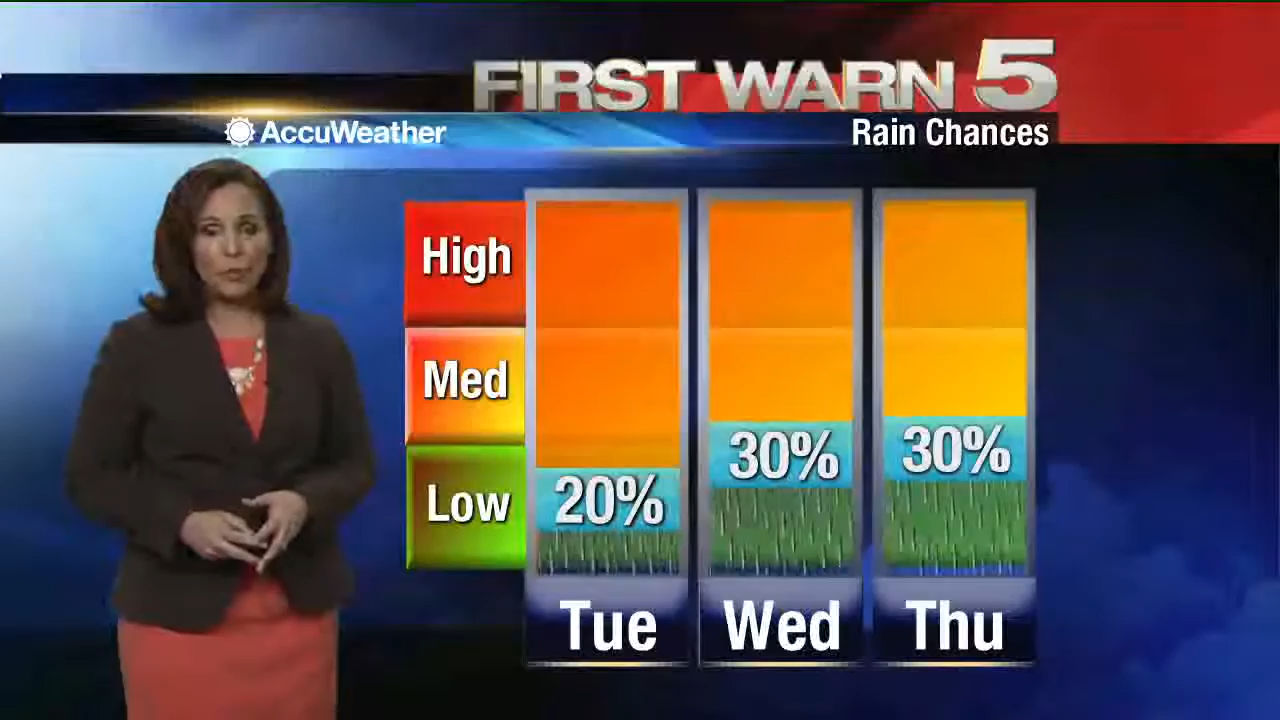 FIRST WARN 5
AccuWeather
Rain Chances
High
Med
Low
20%
30%
30%
Tue
Wed
Thu